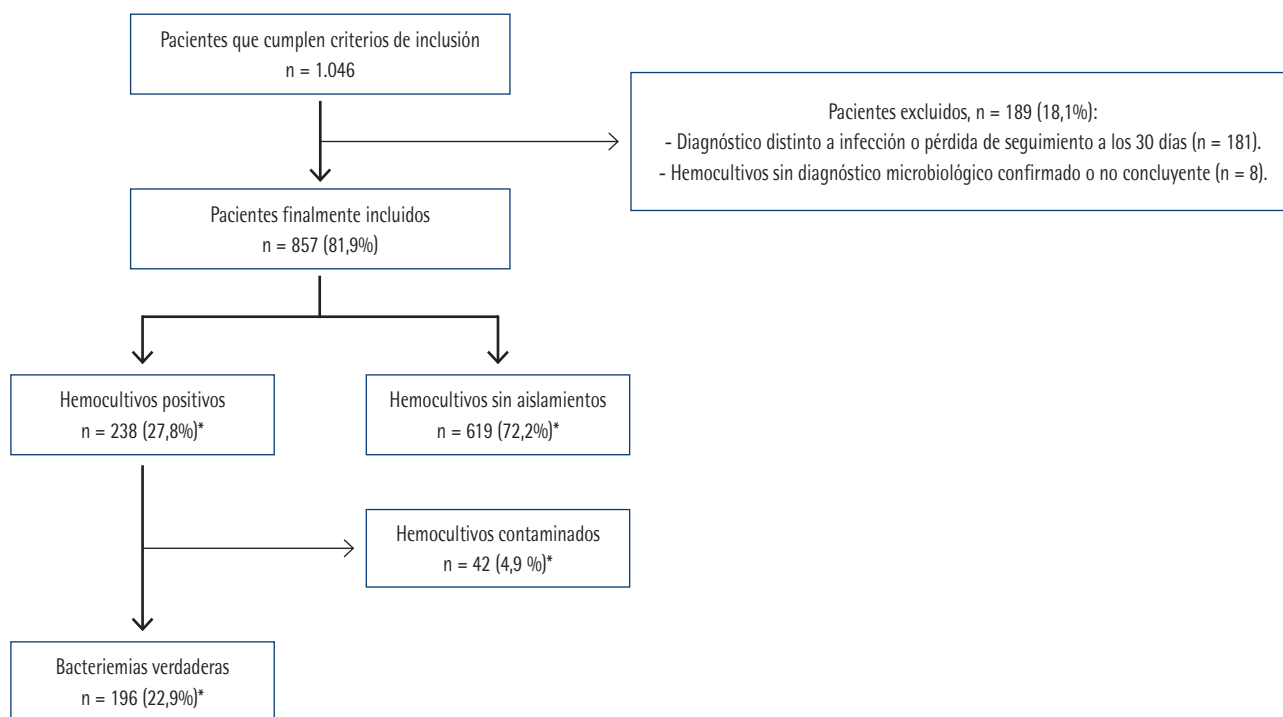 Pacientes que cumplen criterios de inclusión
n = 1.046
Pacientes excluidos, n = 189 (18,1%):
- Diagnóstico distinto a infección o pérdida de seguimiento a los 30 días (n = 181).
- Hemocultivos sin diagnóstico microbiológico confirmado o no concluyente (n = 8).
Pacientes finalmente incluidos
n = 857 (81,9%)
Hemocultivos positivos
n = 238 (27,8%)*
Hemocultivos sin aislamientos
n = 619 (72,2%)*
Hemocultivos contaminados
n = 42 (4,9 %)*
Bacteriemias verdaderas
n = 196 (22,9%)*